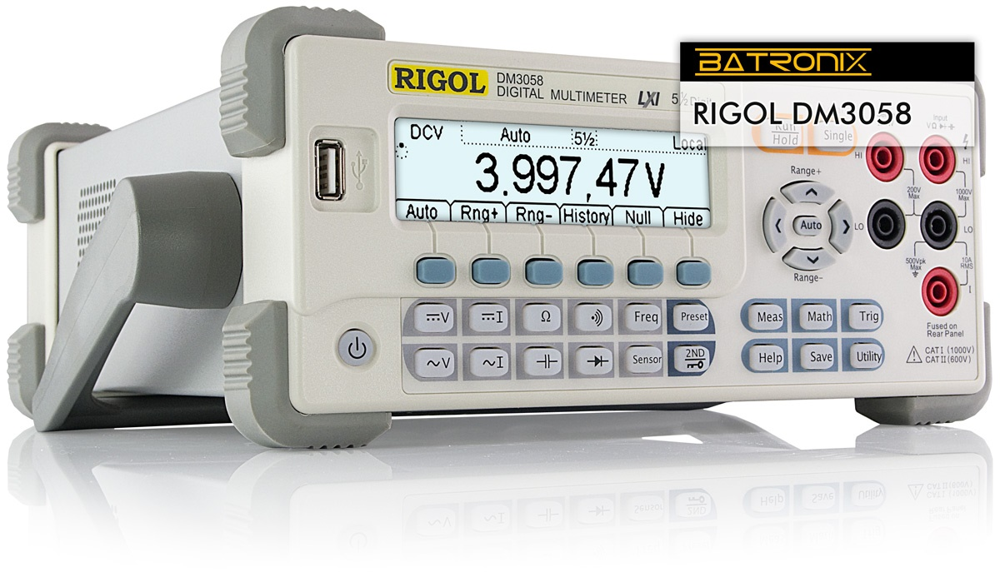 BATRONIX
RIGOL DM3058
RIGOL
DM3058
DIGITAL MULTIMETER LXI 5½ Digit
DCV Auto 5½ Local
3.997,47V
Auto Rng+ Rng- History Null Hide
Run
Hold
Single
Range+
Auto
Range-
Input
VΩ
HI
HI
200V
Max
1000V
Max
LO
LO
500Vpk
Max
10A
RMS
I
Fused on
Rear Panel
CAT I (1000V)
CAT II (600V)
V I Ω Freq Preset
~V ~I Sensor 2ND
Meas Math Trig
Help Save Utility